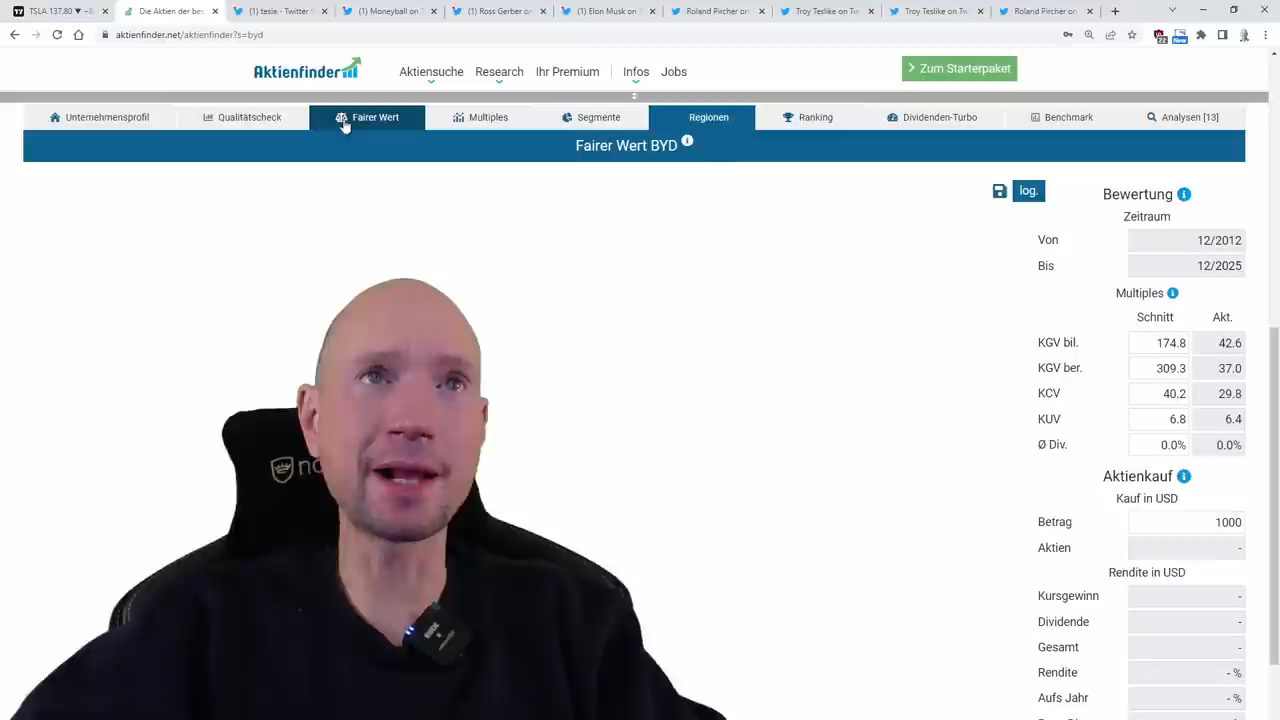 TSLA 137.80 ▼ −8
Die Aktien der bes
(1) tesla - Twitter S
(1) Moneyball on T
(1) Ross Gerber on
(1) Elon Musk on
Roland Pircher on
Troy Teslike on Tw
Troy Teslike on Tw
Roland Pircher on
aktienfinder.net/aktienfinder?s=byd
22
New
Aktienfinder
Aktiensuche
Research
Ihr Premium
Infos
Jobs
Zum Starterpaket
Unternehmensprofil
Qualitätscheck
Fairer Wert
Multiples
Segmente
Regionen
Ranking
Dividenden-Turbo
Benchmark
Analysen [13]
Fairer Wert BYD
log.
Bewertung
Zeitraum
Von 12/2012
Bis 12/2025
Multiples
Schnitt Akt.
KGV bil. 174.8 42.6
KGV ber. 309.3 37.0
KCV 40.2 29.8
KUV 6.8 6.4
Ø Div. 0.0% 0.0%
Aktienkauf
Kauf in USD
Betrag 1000
Aktien -
Rendite in USD
Kursgewinn -
Dividende -
Gesamt -
Rendite - %
Aufs Jahr - %
RØDE